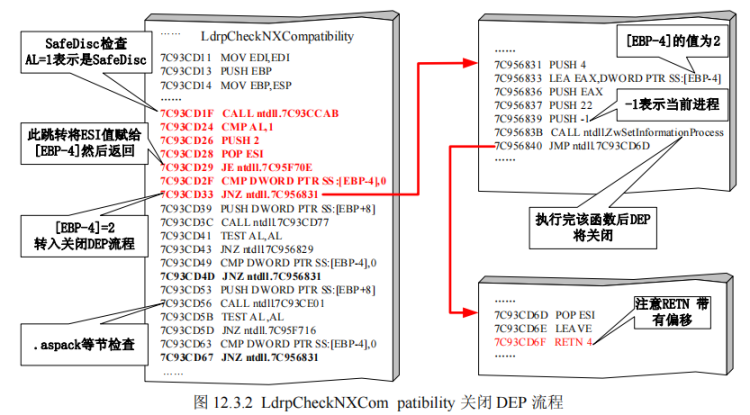 SafeDisc检查
AL=1表示是SafeDisc
此跳转将ESI值赋给
[EBP-4]然后返回
[EBP-4]=2
转入关闭DEP流程
.aspack等节检查
……
LdrpCheckNXCompatibility
7C93CD11 MOV EDI,EDI
7C93CD13 PUSH EBP
7C93CD14 MOV EBP,ESP
……
7C93CD1F CALL ntdll.7C93CCAB
7C93CD24 CMP AL,1
7C93CD26 PUSH 2
7C93CD28 POP ESI
7C93CD29 JE ntdll.7C95F70E
7C93CD2F CMP DWORD PTR SS:[EBP-4],0
7C93CD33 JNZ ntdll.7C956831
7C93CD39 PUSH DWORD PTR SS:[EBP+8]
7C93CD3C CALL ntdll.7C93CD77
7C93CD41 TEST AL,AL
7C93CD43 JNZ ntdll.7C956829
7C93CD49 CMP DWORD PTR SS:[EBP-4],0
7C93CD4D JNZ ntdll.7C956831
7C93CD53 PUSH DWORD PTR SS:[EBP+8]
7C93CD56 CALL ntdll.7C93CE01
7C93CD5B TEST AL,AL
7C93CD5D JNZ ntdll.7C95F716
7C93CD63 CMP DWORD PTR SS:[EBP-4],0
7C93CD67 JNZ ntdll.7C956831
……
[EBP-4]的值为2
……
7C956831 PUSH 4
7C956833 LEA EAX,DWORD PTR SS:[EBP-4]
7C956836 PUSH EAX
7C956837 PUSH 22
7C956839 PUSH -1
7C95683B CALL ntdll.ZwSetInformationProcess
7C956840 JMP ntdll.7C93CD6D
……
-1表示当前进程
执行完该函数后DEP
将关闭
……
7C93CD6D POP ESI
7C93CD6E LEAVE
7C93CD6F RETN 4
……
注意RETN 带
有偏移
图 12.3.2 LdrpCheckNXCom patibility 关闭 DEP 流程